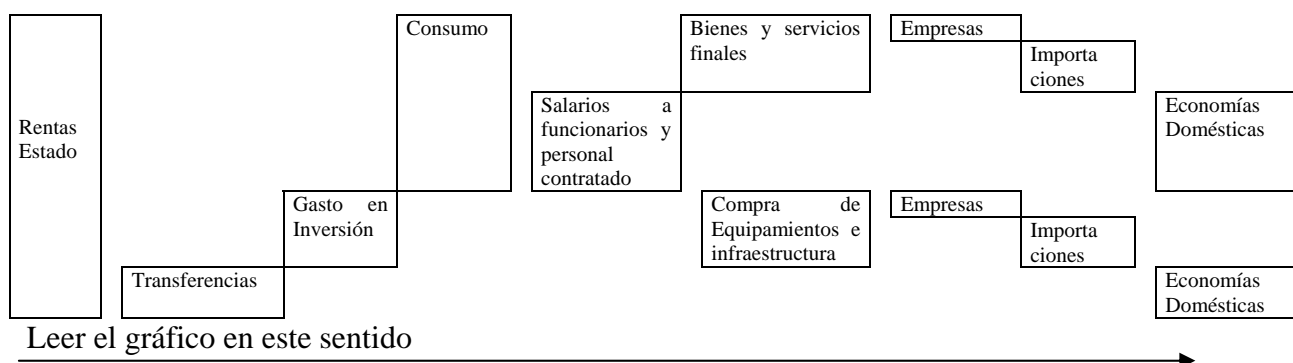 Rentas
Estado
Transferencias
Gasto en
Inversión
Consumo
Salarios a
funcionarios y
personal
contratado
Bienes y servicios
finales
Compra de
Equipamientos e
infraestructura
Empresas
Importa
ciones
Empresas
Importa
ciones
Economías
Domésticas
Economías
Domésticas
Leer el gráfico en este sentido